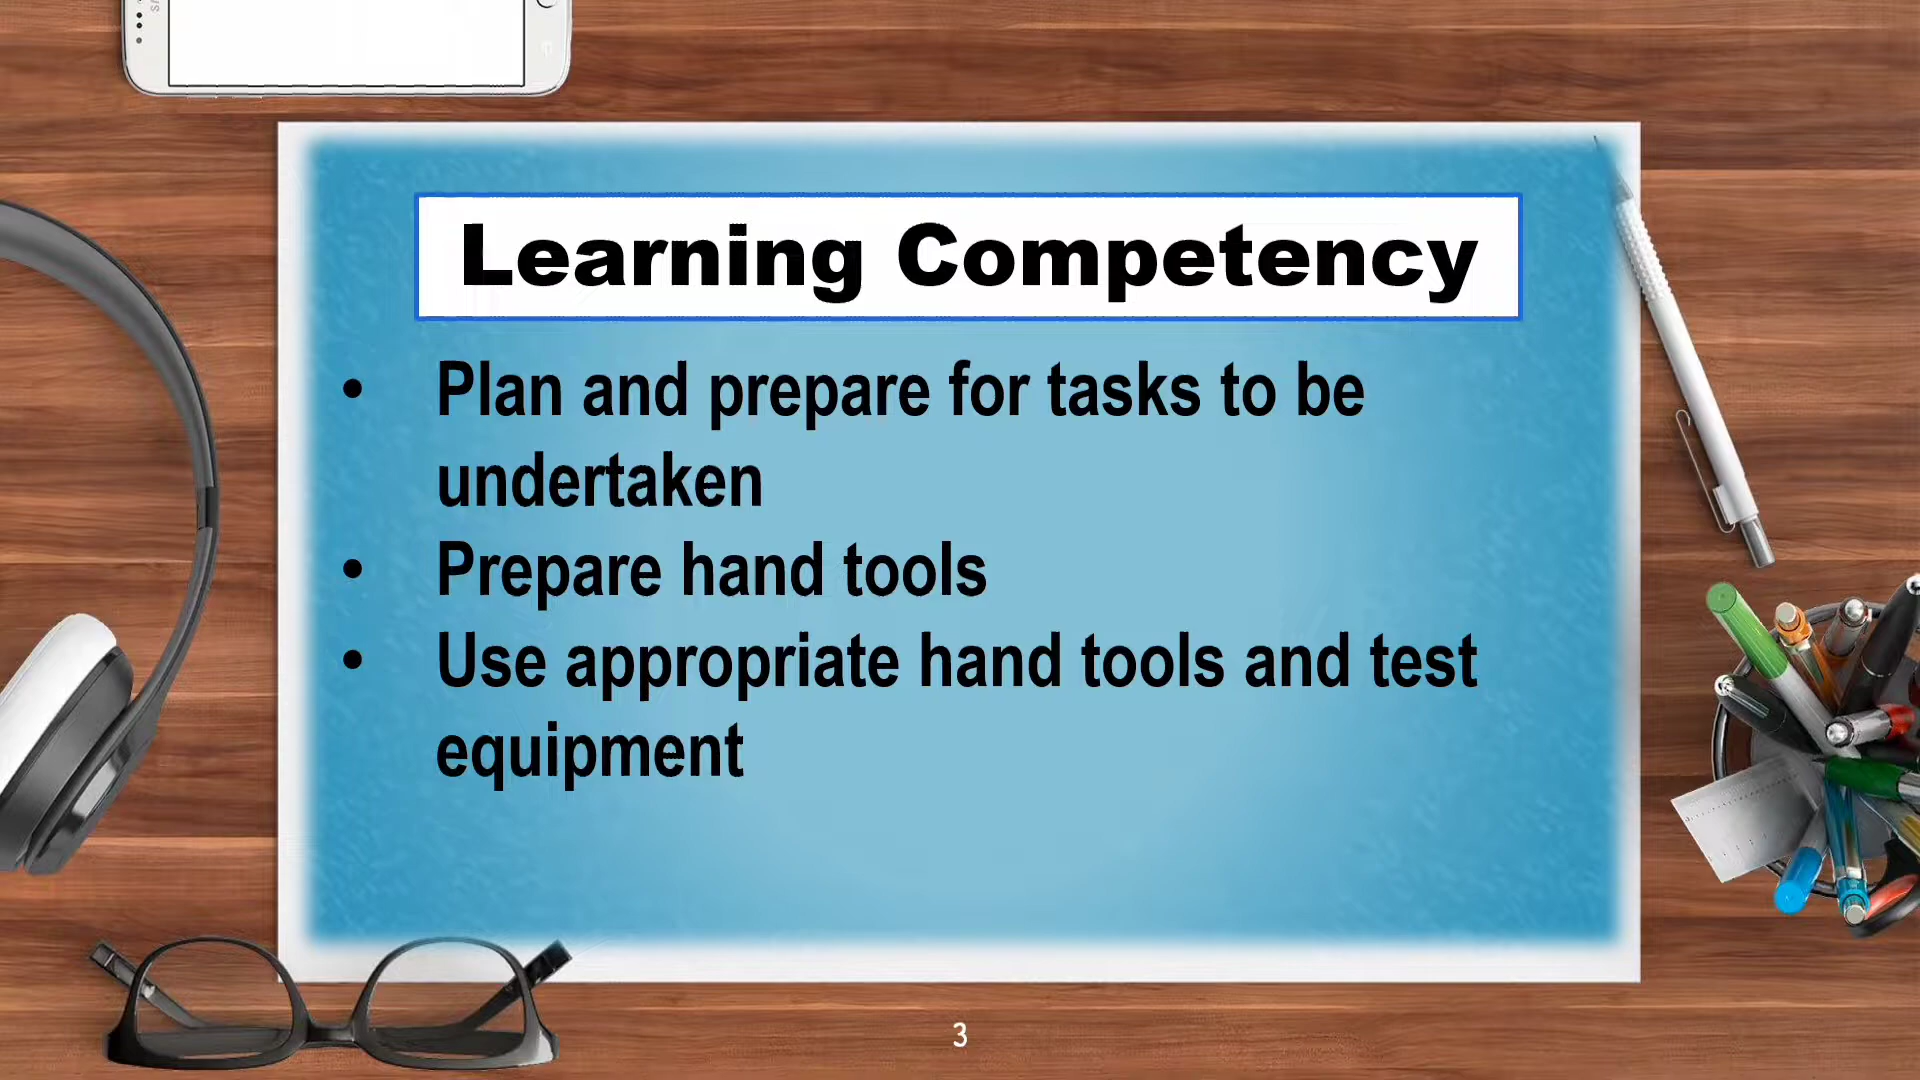 Learning Competency
• Plan and prepare for tasks to be
undertaken
• Prepare hand tools
• Use appropriate hand tools and test
equipment
3